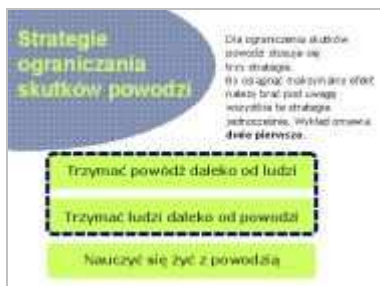 Strategie
ograniczania
skutków powodzi
Dla ograniczenia skutków
powodzi stosuje się
trzy strategie.
By osiągnąć maksymalny efekt
należy brać pod uwagę
wszystkie te strategie
jednocześnie. Wykład omawia
dwie pierwsze.
Trzymać powódź daleko od ludzi
Trzymać ludzi daleko od powodzi
Nauczyć się żyć z powodzią